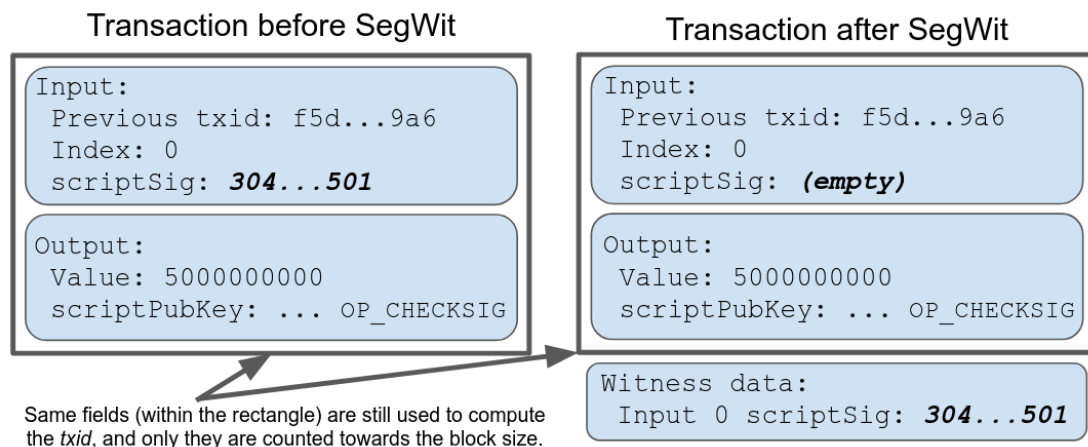 Transaction before SegWit
Input:
Previous txid: f5d...9a6
Index: 0
scriptSig: 304...501
Output:
Value: 5000000000
scriptPubKey: ... OP_CHECKSIG
Transaction after SegWit
Input:
Previous txid: f5d...9a6
Index: 0
scriptSig: (empty)
Output:
Value: 5000000000
scriptPubKey: ... OP_CHECKSIG
Witness data:
Input 0 scriptSig: 304...501
Same fields (within the rectangle) are still used to compute
the txid, and only they are counted towards the block size.